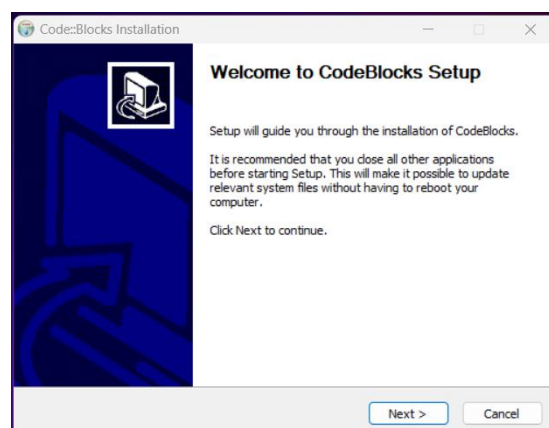 Code::Blocks Installation
Welcome to CodeBlocks Setup
Setup will guide you through the installation of CodeBlocks.
It is recommended that you close all other applications
before starting Setup. This will make it possible to update
relevant system files without having to reboot your
computer.
Click Next to continue.
Next >
Cancel